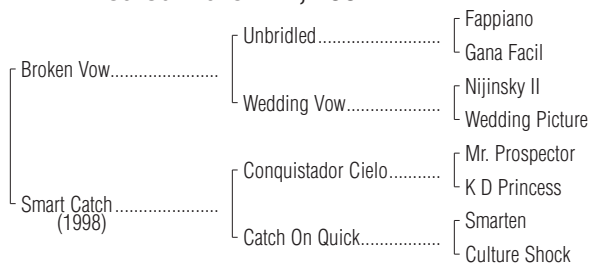 Unbridled
Fappiano
Gana Facil
Broken Vow
Wedding Vow
Nijinsky II
Wedding Picture
Conquistador Cielo
Mr. Prospector
K D Princess
Smart Catch
(1998)
Catch On Quick
Smarten
Culture Shock